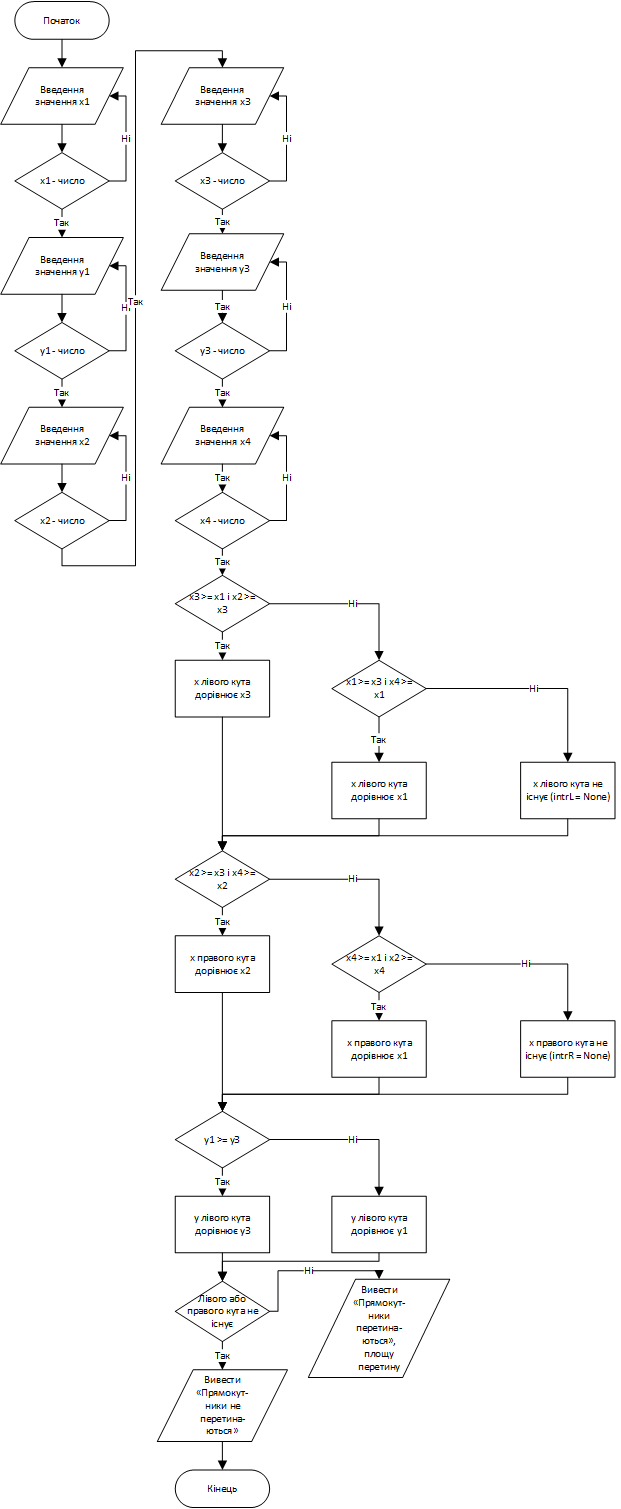 Початок
Введення
значення x1
Ні
x1 - число
Так
Введення
значення y1
Ні
y1 - число
Так
Введення
значення x2
Ні
x2 - число
Так
Введення
значення x3
Ні
x3 - число
Так
Введення
значення y3
Ні
Так
y3 - число
Так
Введення
значення x4
Ні
Так
x4 - число
Так
x3>=x1 і x2>=
x3
Ні
Так
x лівого кута
дорівнює x3
x1>=x3 і x4>=
x1
Ні
Так
x лівого кута
дорівнює x1
x лівого кута не
існує (intrL = None)
x2>=x3 і x4>=
x2
Ні
Так
x правого кута
дорівнює x2
x4>=x1 і x2>=
x4
Ні
Так
x правого кута
дорівнює x1
x правого кута не
існує (intrR = None)
y1 >= y3
Ні
Так
y лівого кута
дорівнює y3
y лівого кута
дорівнює y1
Лівого або
правого кута не
існує
Ні
Вивести
«Прямокут-
ники
перетина-
ються»,
площу
перетину
Так
Вивести
«Прямокут-
ники не
перетина-
ються»
Кінець